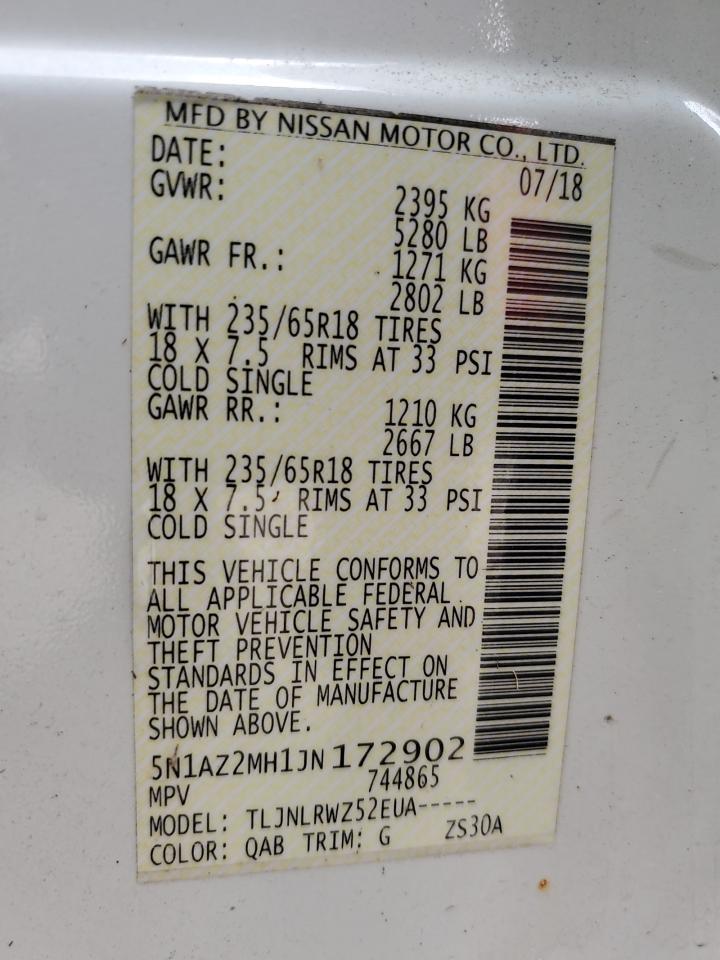 MFD BY NISSAN MOTOR CO., LTD.
DATE: 07/18
GVWR: 2395 KG
5280 LB
GAWR FR.: 1271 KG
2802 LB
WITH 235/65R18 TIRES
18 X 7.5 RIMS AT 33 PSI
COLD SINGLE
GAWR RR.: 1210 KG
2667 LB
WITH 235/65R18 TIRES
18 X 7.5 RIMS AT 33 PSI
COLD SINGLE
THIS VEHICLE CONFORMS TO
ALL APPLICABLE FEDERAL
MOTOR VEHICLE SAFETY AND
THEFT PREVENTION
STANDARDS IN EFFECT ON
THE DATE OF MANUFACTURE
SHOWN ABOVE.
5N1AZ2MH1JN172902
MPV 744865
MODEL: TLJNLRWZ52EUA-----
COLOR: QAB TRIM: G ZS30A